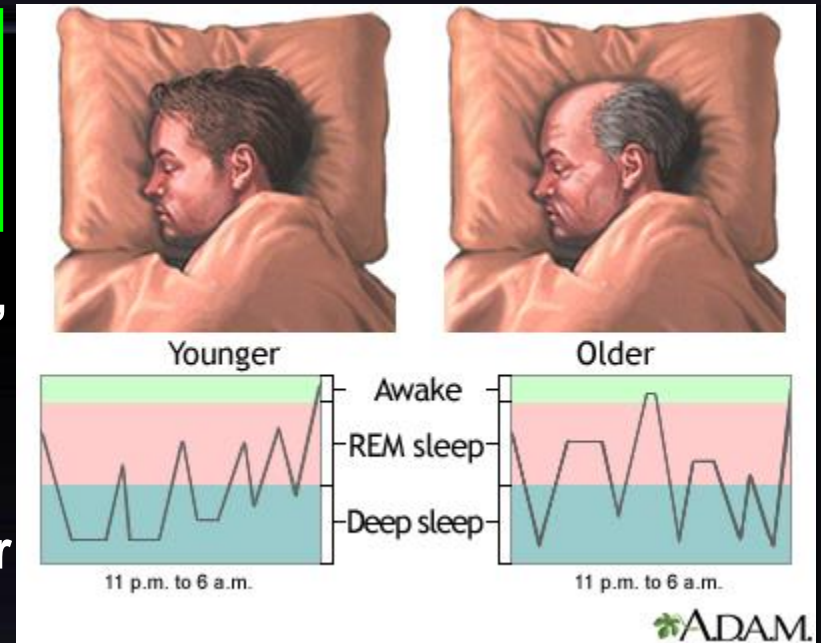 Younger
Older
Awake
REM sleep
Deep sleep
11 p.m. to 6 a.m.
11 p.m. to 6 a.m.
A.D.A.M.
,
r